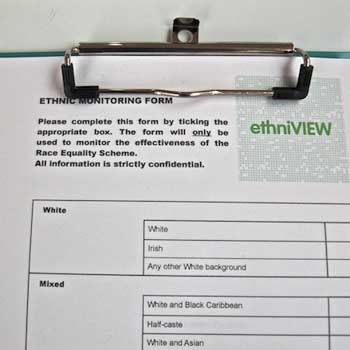 ETHNIC MONITORING FORM
Please complete this form by ticking the
appropriate box. The form will only be
used to monitor the effectiveness of the
Race Equality Scheme.
All information is strictly confidential.
ethniVIEW
White
White
Irish
Any other White background
Mixed
White and Black Caribbean
Half-caste
White and Asian